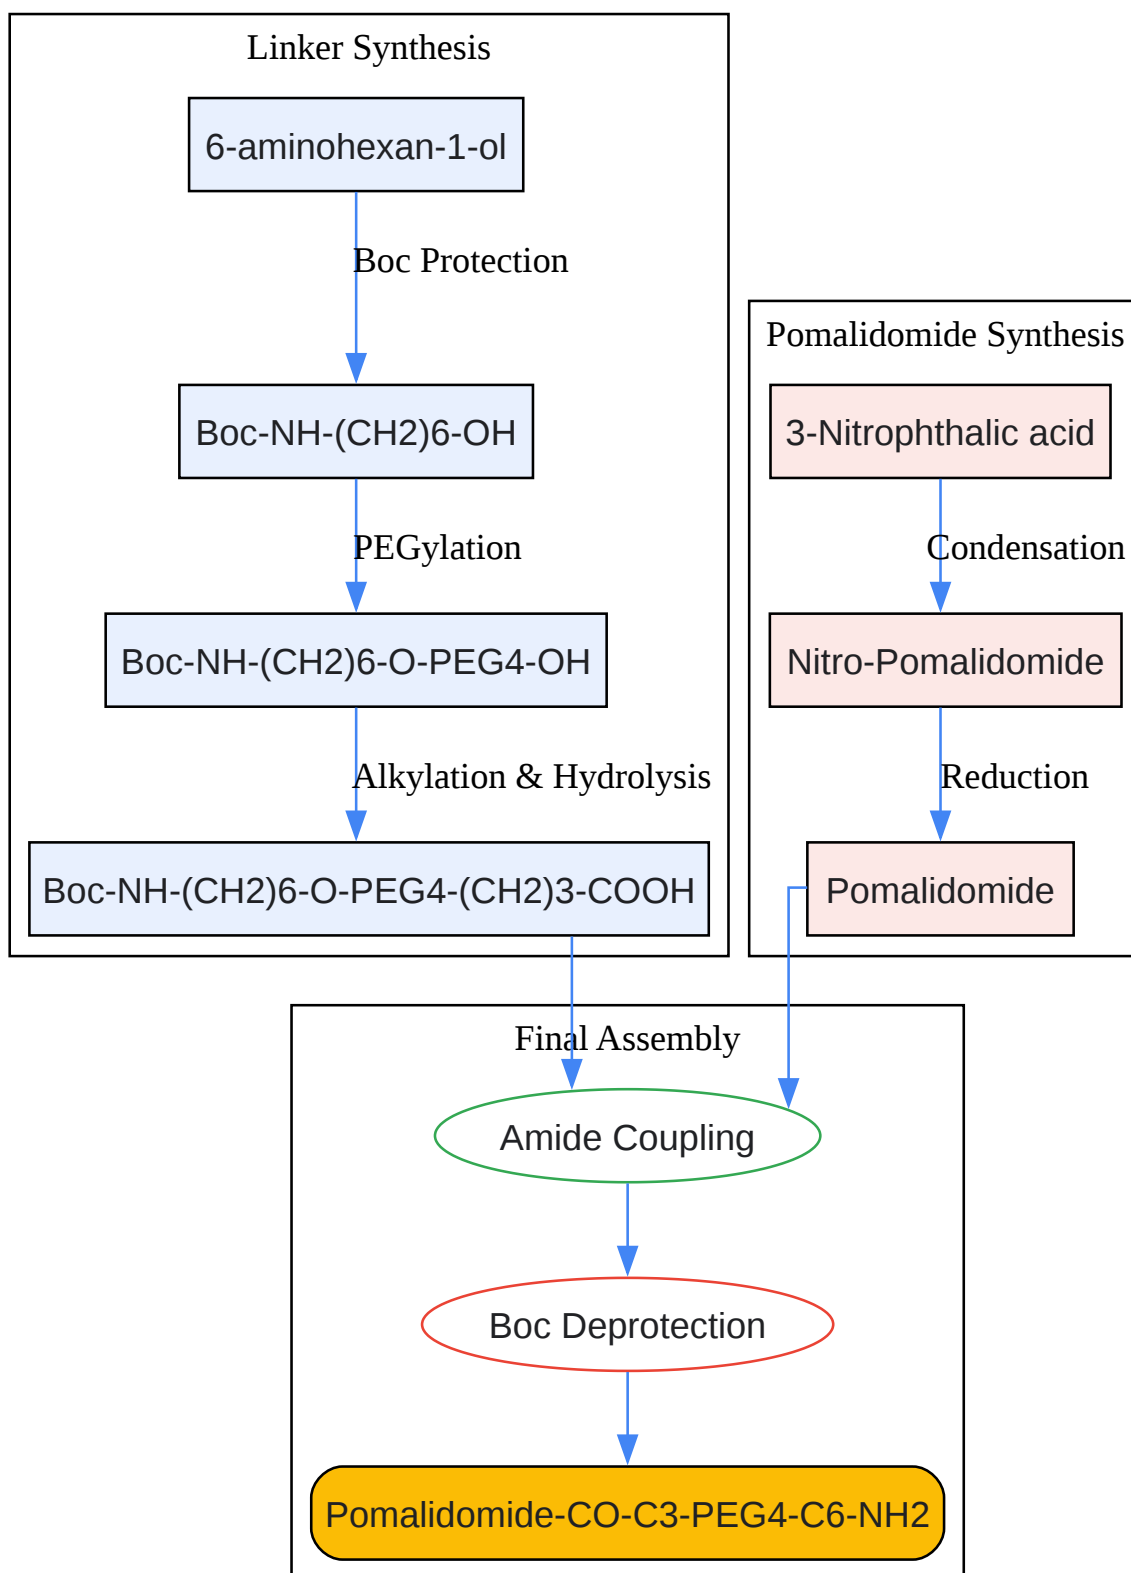 Linker Synthesis
6-aminohexan-1-ol
Boc Protection
Boc-NH-(CH2)6-OH
PEGylation
Boc-NH-(CH2)6-O-PEG4-OH
Alkylation & Hydrolysis
Boc-NH-(CH2)6-O-PEG4-(CH2)3-COOH
Pomalidomide Synthesis
3-Nitrophthalic acid
Condensation
Nitro-Pomalidomide
Reduction
Pomalidomide
Final Assembly
Amide Coupling
Boc Deprotection
Pomalidomide-CO-C3-PEG4-C6-NH2